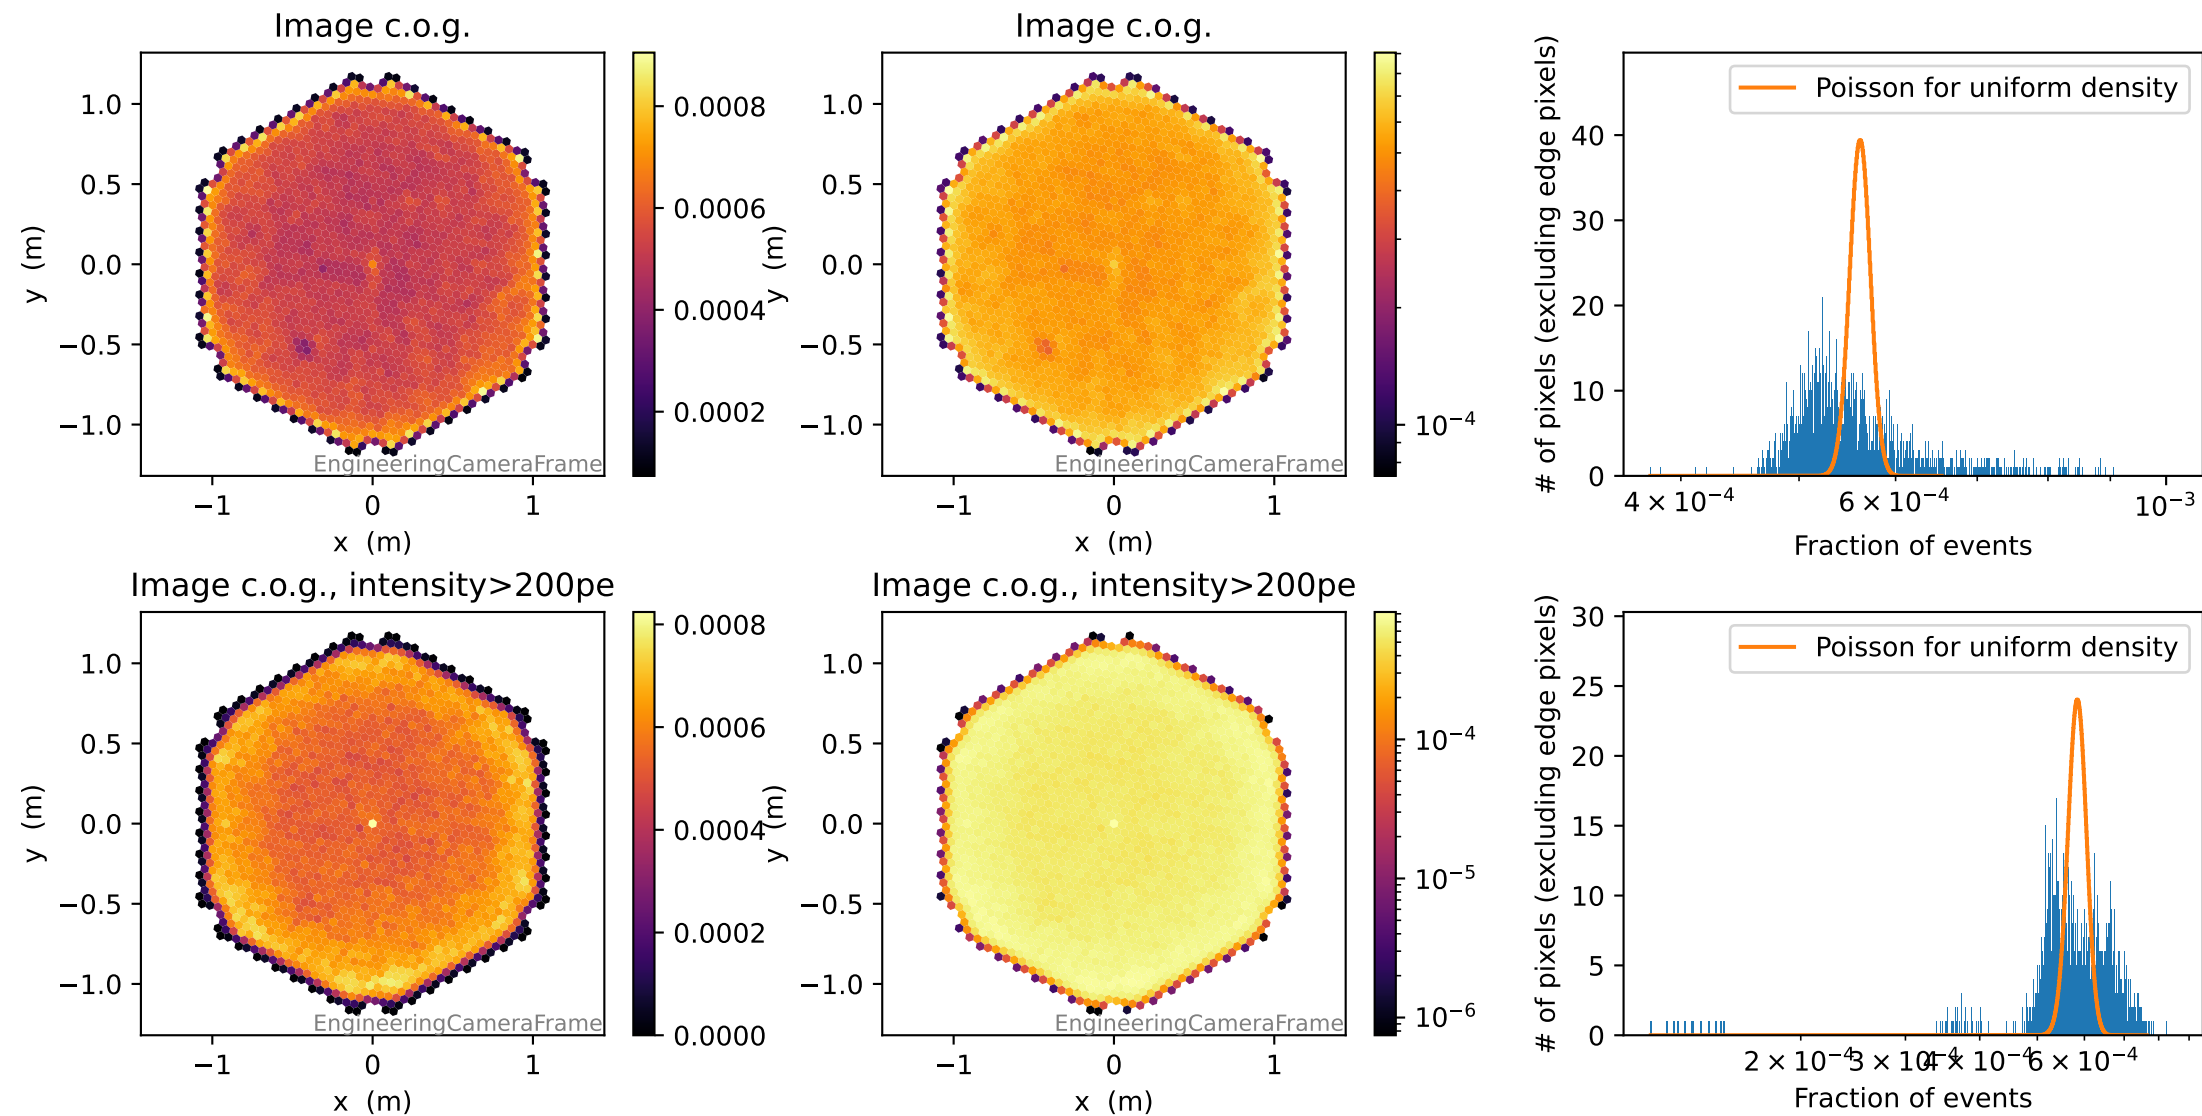 Image c.o.g.
1.0
0.5
0.0
−0.5
−1.0
y (m)
−1 0 1
x (m)
EngineeringCameraFrame
0.0008
0.0006
0.0004
0.0002
Image c.o.g.
1.0
0.5
0.0
−0.5
−1.0
y (m)
−1 0 1
x (m)
EngineeringCameraFrame
10⁻⁴
Poisson for uniform density
# of pixels (excluding edge pixels)
40
30
20
10
0
4 × 10⁻⁴ 6 × 10⁻⁴ 10⁻³
Fraction of events
Image c.o.g., intensity>200pe
1.0
0.5
0.0
−0.5
−1.0
y (m)
−1 0 1
x (m)
EngineeringCameraFrame
0.0008
0.0006
0.0004
0.0002
0.0000
Image c.o.g., intensity>200pe
1.0
0.5
0.0
−0.5
−1.0
y (m)
−1 0 1
x (m)
EngineeringCameraFrame
10⁻⁴
10⁻⁵
10⁻⁶
Poisson for uniform density
# of pixels (excluding edge pixels)
30
25
20
15
10
5
0
2 × 10⁻⁴ 3 × 10⁻⁴ 4 × 10⁻⁴ 6 × 10⁻⁴
Fraction of events